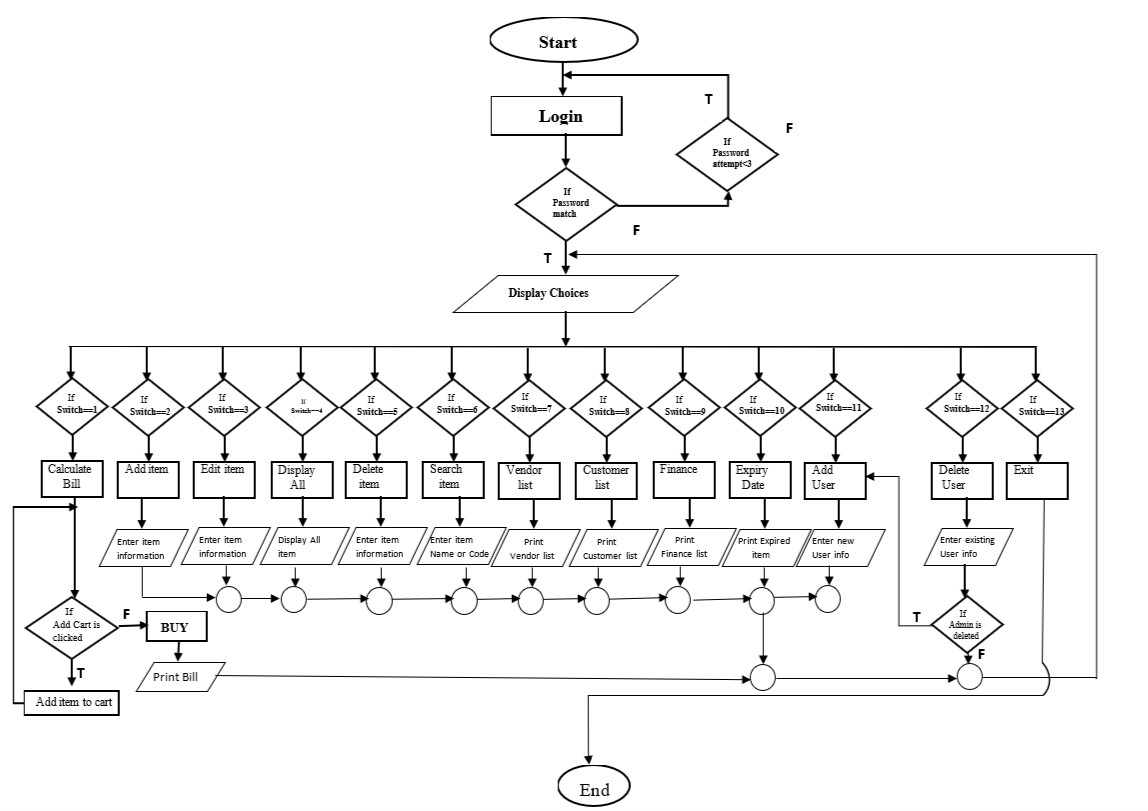 Start
T
F
Login
If
Password
attempt<3
If
Password
match
F
T
Display Choices
If
Switch==1
If
Switch==2
If
Switch==3
If
Switch==4
If
Switch==5
If
Switch==6
If
Switch==7
If
Switch==8
If
Switch==9
If
Switch==10
If
Switch==11
If
Switch==12
If
Switch==13
Calculate
Bill
Add item
Edit item
Display
All
Delete
item
Search
item
Vendor
list
Customer
list
Finance
Expiry
Date
Add
User
Delete
User
Exit
Enter item
information
Enter item
information
Display All
item
Enter item
information
Enter item
Name or Code
Print
Vendor list
Print
Customer list
Print
Finance list
Print Expired
item
Enter new
User info
Enter existing
User info
If
Add Cart is
clicked
F
BUY
T
If
Admin is
deleted
F
T
Print Bill
Add item to cart
End